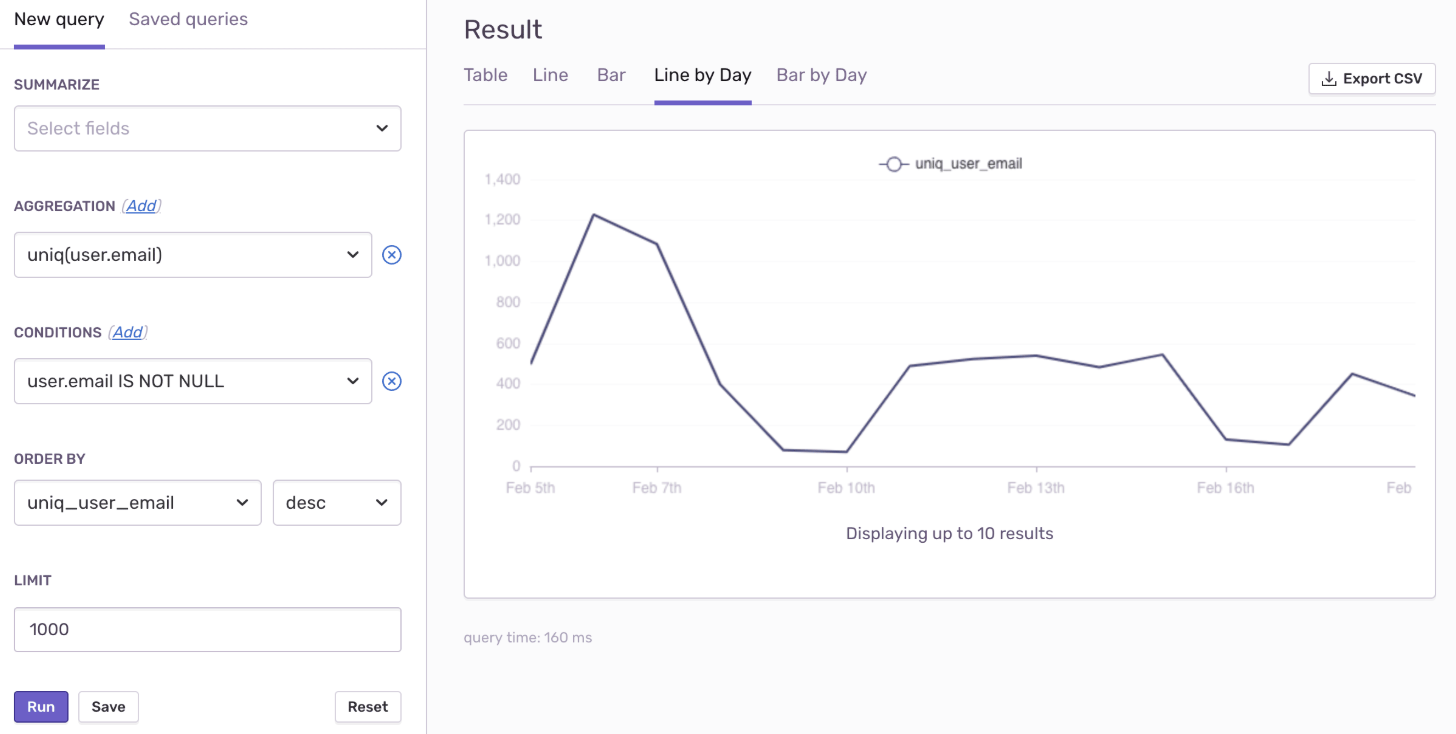 New query Saved queries
SUMMARIZE
Select fields
AGGREGATION (Add)
uniq(user.email)
CONDITIONS (Add)
user.email IS NOT NULL
ORDER BY
uniq_user_email desc
LIMIT
1000
Run Save Reset
Result
Table Line Bar Line by Day Bar by Day
Export CSV
uniq_user_email
1,400
1,200
1,000
800
600
400
200
0
Feb 5th Feb 7th Feb 10th Feb 13th Feb 16th Feb
Displaying up to 10 results
query time: 160 ms